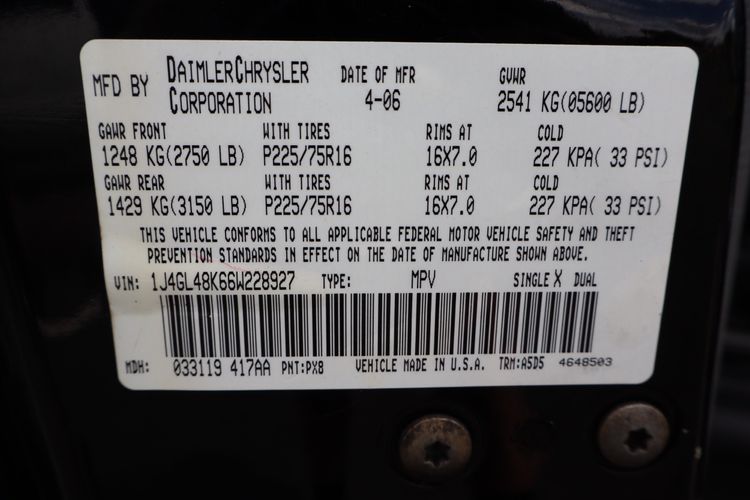 MFD BY DAIMLERCHRYSLER CORPORATION DATE OF MFR 4-06 GVWR 2541 KG(05600 LB)
GAWR FRONT WITH TIRES RIMS AT COLD
1248 KG(2750 LB) P225/75R16 16X7.0 227 KPA( 33 PSI)
GAWR REAR WITH TIRES RIMS AT COLD
1429 KG(3150 LB) P225/75R16 16X7.0 227 KPA( 33 PSI)
THIS VEHICLE CONFORMS TO ALL APPLICABLE FEDERAL MOTOR VEHICLE SAFETY AND THEFT
PREVENTION STANDARDS IN EFFECT ON THE DATE OF MANUFACTURE SHOWN ABOVE.
VIN: 1J4GL48K66W228927 TYPE: MPV SINGLE X DUAL
MDH: 033119 417AA PNT:PX8 VEHICLE MADE IN U.S.A. TRM:A5D5 4648503